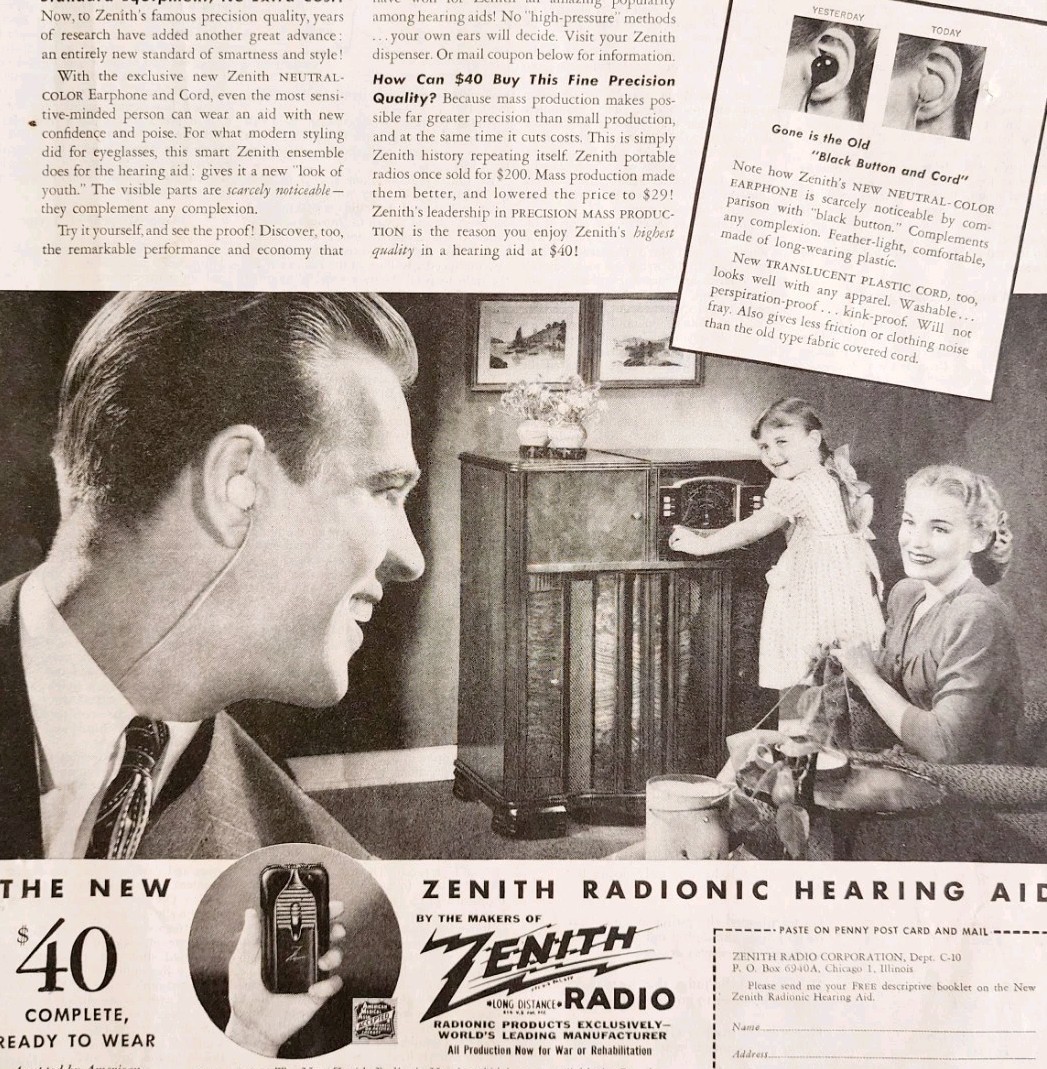 Now, to Zenith's famous precision quality, years
of research have added another great advance:
an entirely new standard of smartness and style!
With the exclusive new Zenith NEUTRAL-
COLOR Earphone and Cord, even the most sensi-
tive-minded person can wear an aid with new
confidence and poise. For what modern styling
did for eyeglasses, this smart Zenith ensemble
does for the hearing aid: gives it a new "look of
youth." The visible parts are scarcely noticeable—
they complement any complexion.
Try it yourself, and see the proof! Discover, too,
the remarkable performance and economy that
have won for Zenith an amazing popularity
among hearing aids! No "high-pressure" methods
...your own ears will decide. Visit your Zenith
dispenser. Or mail coupon below for information.
How Can $40 Buy This Fine Precision
Quality? Because mass production makes pos-
sible far greater precision than small production,
and at the same time it cuts costs. This is simply
Zenith history repeating itself. Zenith portable
radios once sold for $200. Mass production made
them better, and lowered the price to $29!
Zenith's leadership in PRECISION MASS PRODUC-
TION is the reason you enjoy Zenith's highest
quality in a hearing aid at $40!
YESTERDAY
TODAY
Gone is the Old
"Black Button and Cord"
Note how Zenith's NEW NEUTRAL-COLOR
EARPHONE is scarcely noticeable by com-
parison with "black button." Complements
any complexion. Feather-light, comfortable,
made of long-wearing plastic.
New TRANSLUCENT PLASTIC CORD, too,
looks well with any apparel. Washable...
perspiration-proof... kink-proof. Will not
fray. Also gives less friction or clothing noise
than the old type fabric covered cord.
THE NEW
$40
COMPLETE,
READY TO WEAR
ZENITH RADIONIC HEARING AID
BY THE MAKERS OF
ZENITH
•LONG DISTANCE• RADIO
RADIONIC PRODUCTS EXCLUSIVELY—
WORLD'S LEADING MANUFACTURER
All Production Now for War or Rehabilitation
PASTE ON PENNY POST CARD AND MAIL
ZENITH RADIO CORPORATION, Dept. C-10
P. O. Box 6940A, Chicago 1, Illinois
Please send me your FREE descriptive booklet on the New
Zenith Radionic Hearing Aid.
Name
Address